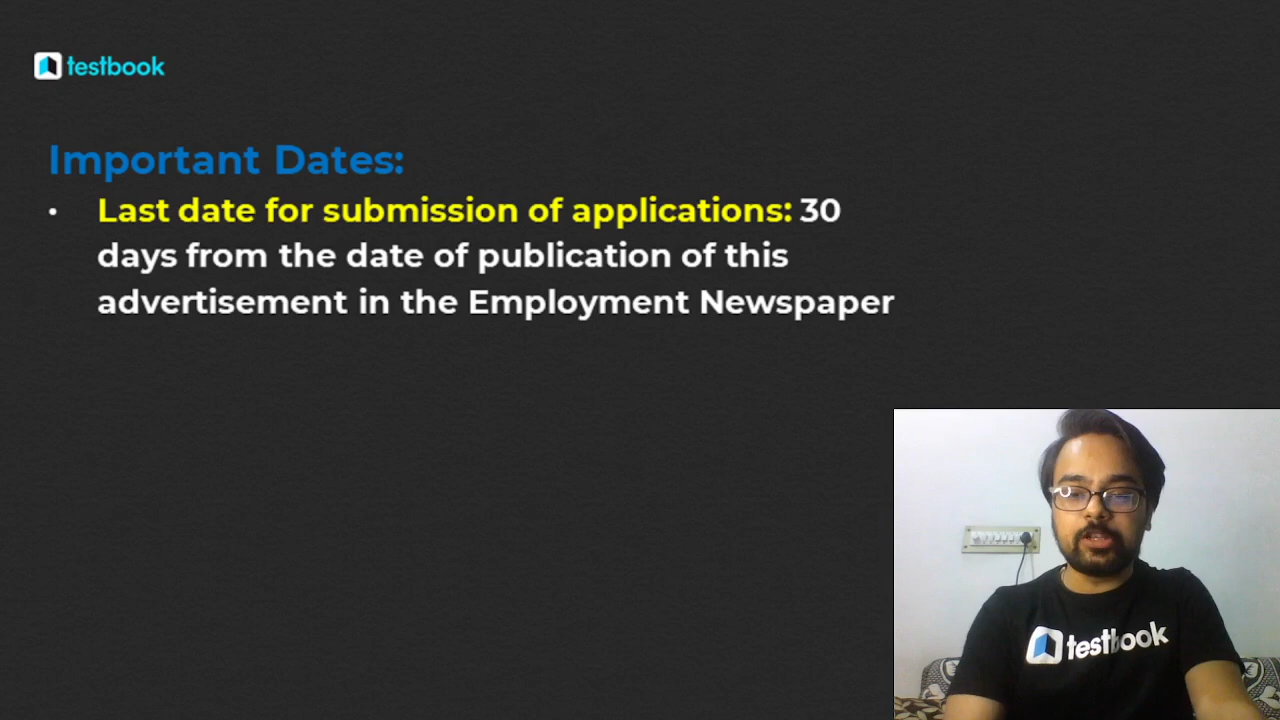 testbook
Important Dates:
• Last date for submission of applications: 30
days from the date of publication of this
advertisement in the Employment Newspaper
testbook